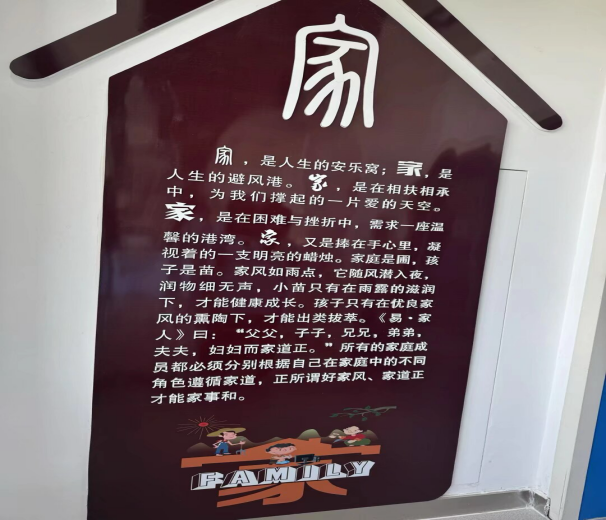 家
家，是人生的安乐窝；家，是
人生的避风港。家，是在相扶相承
中，为我们撑起的一片爱的天空。
家，是在困难与挫折中，需求一座温
馨的港湾。家，又是捧在手心里，凝
视着的一支明亮的蜡烛。家庭是圃，孩
子是苗。家风如雨点，它随风潜入夜，
润物细无声，小苗只有在雨露的滋润
下，才能健康成长。孩子只有在优良家
风的熏陶下，才能出类拔萃。《易·家
人》曰：“父父，子子，兄兄，弟弟，
夫夫，妇妇而家道正。”所有的家庭成
员都必须分别根据自己在家庭中的不同
角色遵循家道，正所谓好家风、家道正
才能家事和。
家
FAMILY